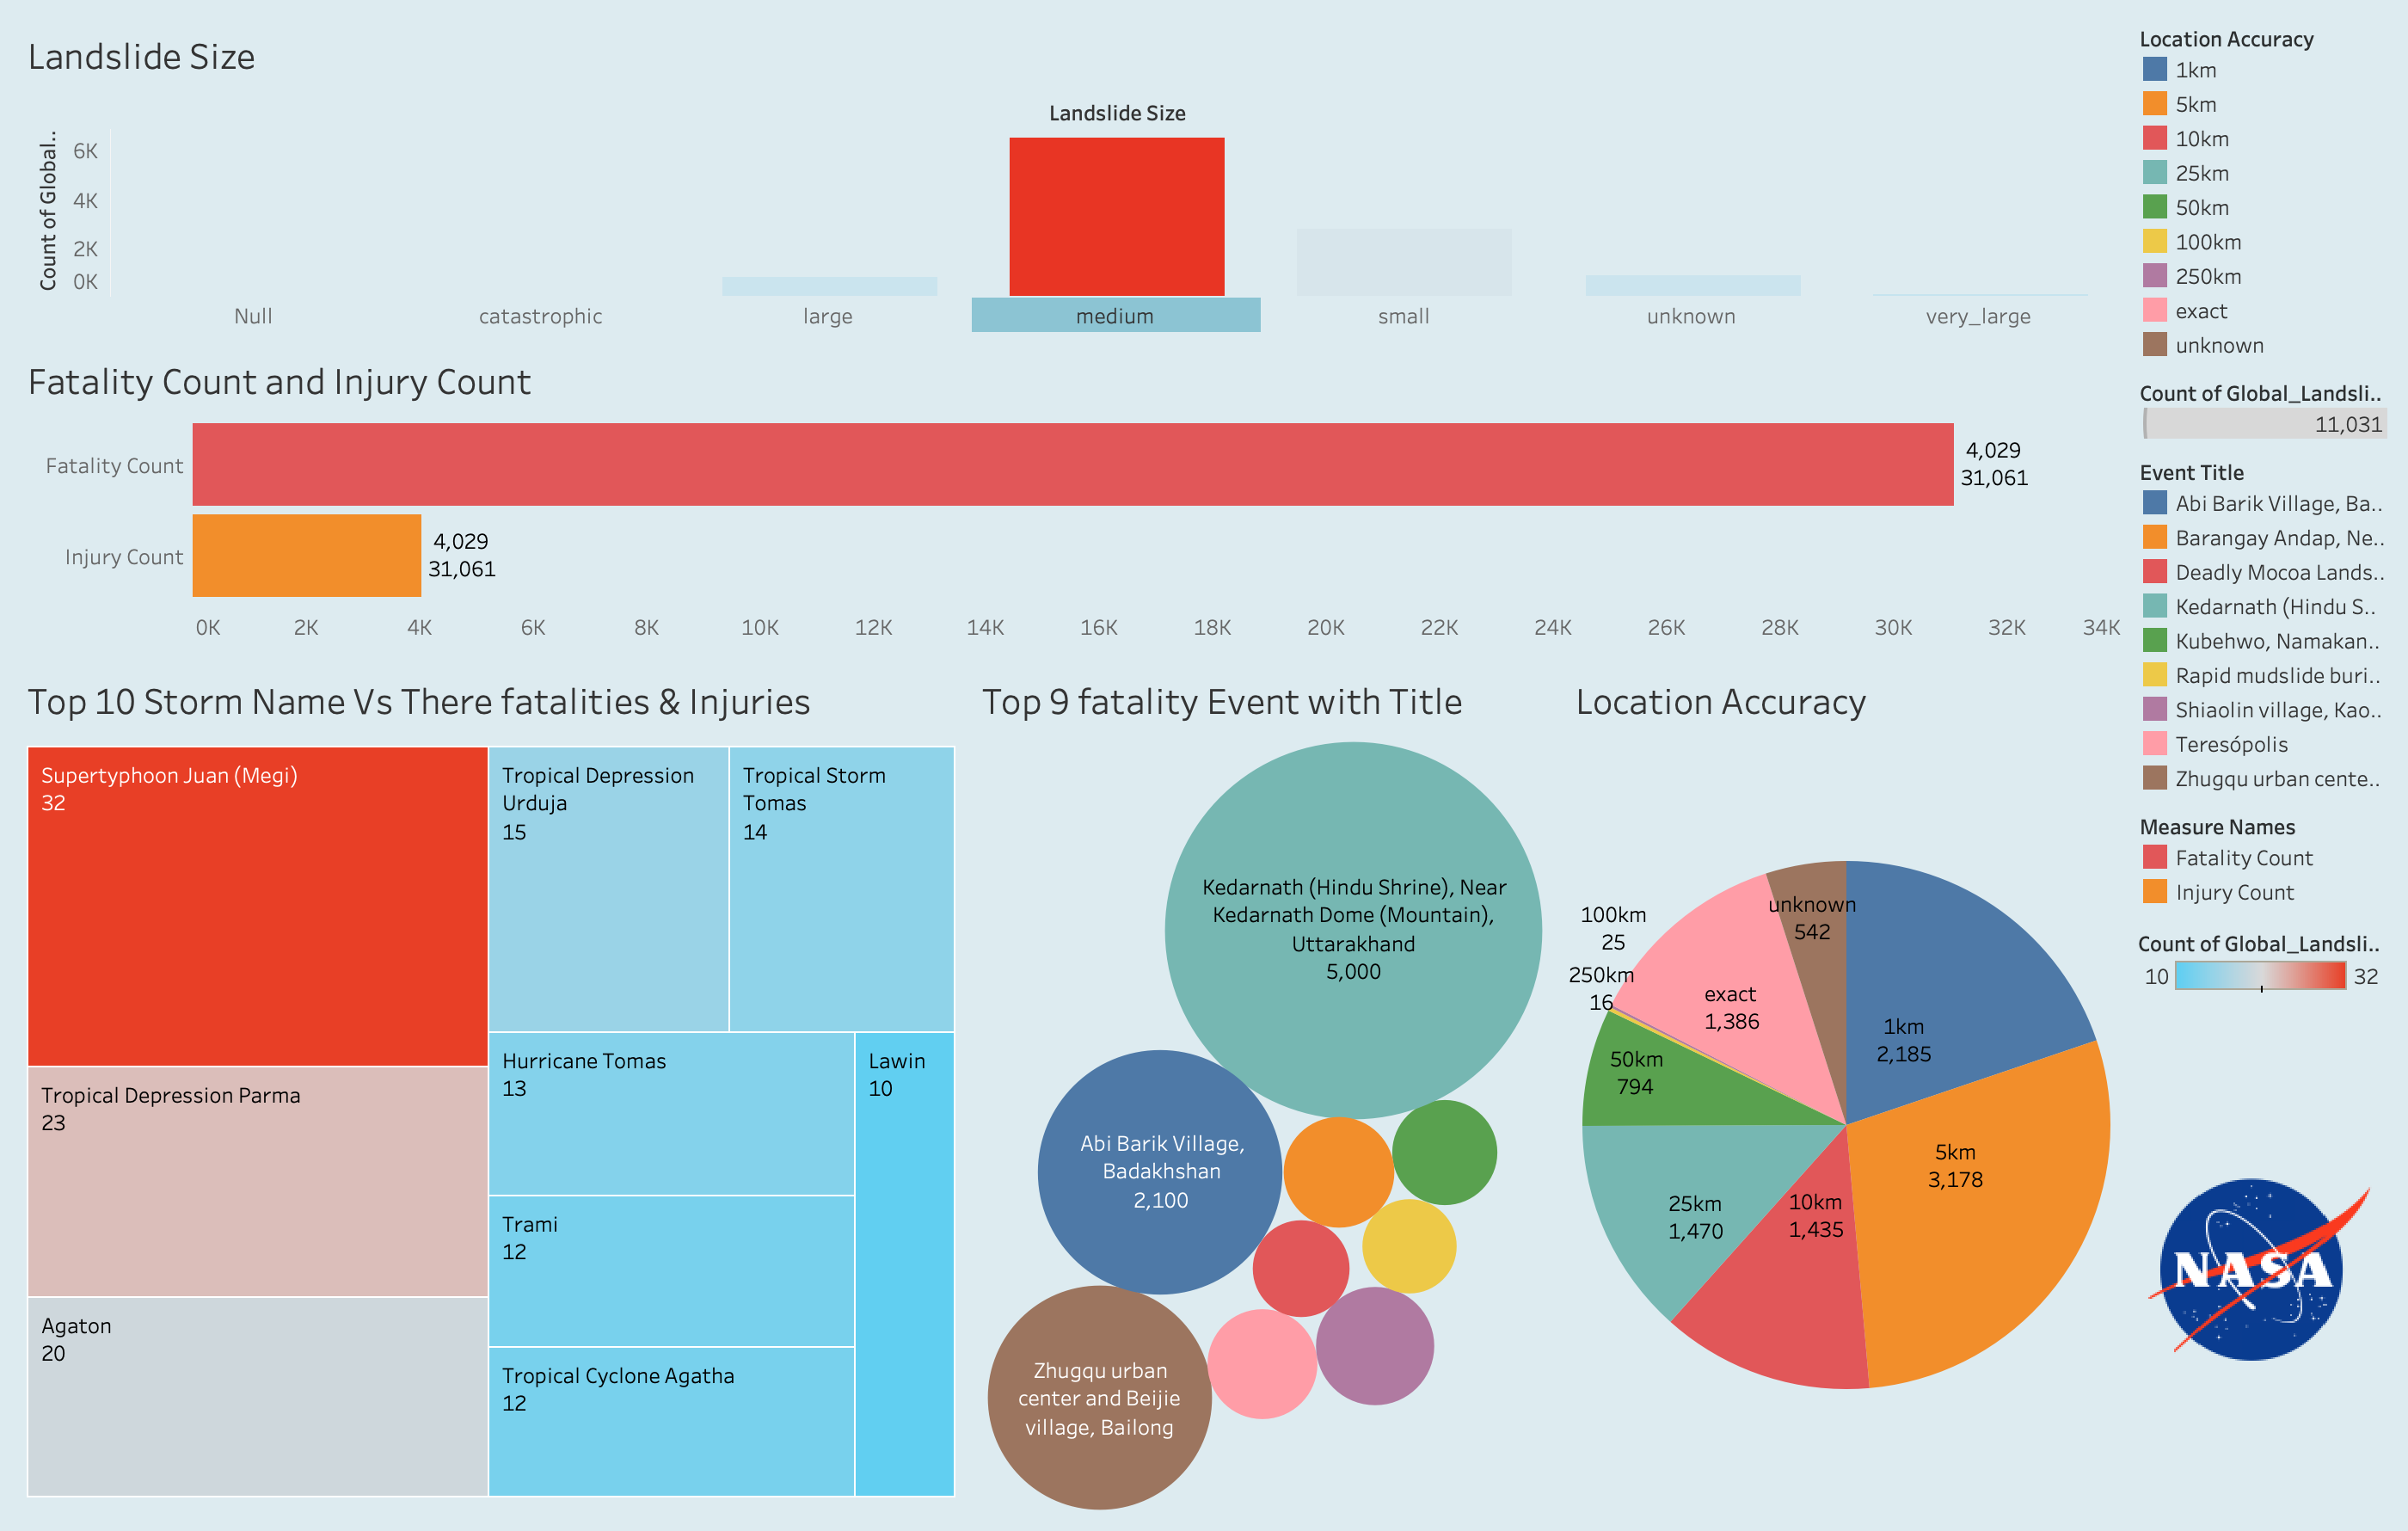 Landslide Size
Landslide Size
Count of Global..
6K
4K
2K
0K
Null
catastrophic
large
medium
small
unknown
very_large
Fatality Count and Injury Count
Fatality Count
4,029
31,061
Injury Count
4,029
31,061
0K
2K
4K
6K
8K
10K
12K
14K
16K
18K
20K
22K
24K
26K
28K
30K
32K
34K
Top 10 Storm Name Vs There fatalities & Injuries
Supertyphoon Juan (Megi)
32
Tropical Depression Parma
23
Agaton
20
Tropical Depression
Urduja
15
Tropical Storm
Tomas
14
Hurricane Tomas
13
Trami
12
Tropical Cyclone Agatha
12
Lawin
10
Top 9 fatality Event with Title
Kedarnath (Hindu Shrine), Near
Kedarnath Dome (Mountain),
Uttarakhand
5,000
Abi Barik Village,
Badakhshan
2,100
Zhugqu urban
center and Beijie
village, Bailong
Location Accuracy
unknown
542
100km
25
250km
16
exact
1,386
50km
794
1km
2,185
5km
3,178
25km
1,470
10km
1,435
Location Accuracy
1km
5km
10km
25km
50km
100km
250km
exact
unknown
Count of Global_Landsli..
11,031
Event Title
Abi Barik Village, Ba..
Barangay Andap, Ne..
Deadly Mocoa Lands..
Kedarnath (Hindu S..
Kubehwo, Namakan..
Rapid mudslide buri..
Shiaolin village, Kao..
Teresópolis
Zhugqu urban cente..
Measure Names
Fatality Count
Injury Count
Count of Global_Landsli..
10
32
NASA